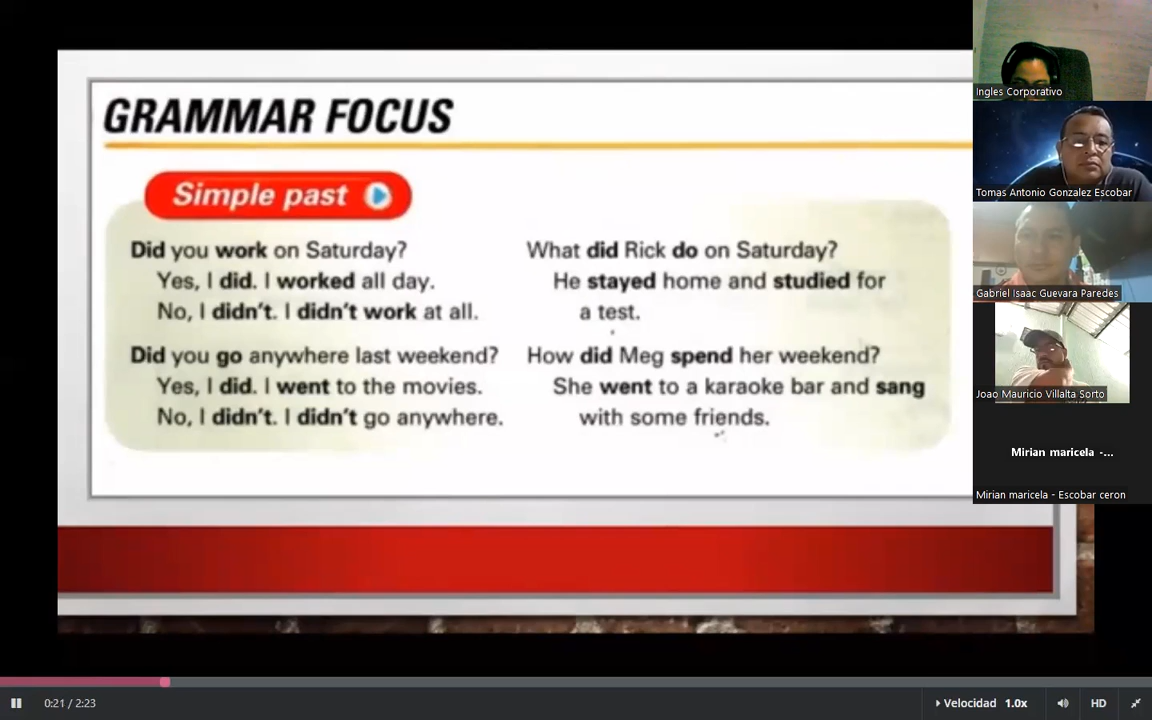 GRAMMAR FOCUS
Simple past
Did you work on Saturday?
Yes, I did. I worked all day.
No, I didn't. I didn't work at all.
Did you go anywhere last weekend?
Yes, I did. I went to the movies.
No, I didn't. I didn't go anywhere.
What did Rick do on Saturday?
He stayed home and studied for
a test.
How did Meg spend her weekend?
She went to a karaoke bar and sang
with some friends.
Ingles Corporativo
Tomas Antonio Gonzalez Escobar
Gabriel Isaac Guevara Paredes
Joao Mauricio Villalta Sorto
Mirian maricela -...
Mirian maricela - Escobar ceron
0:21 / 2:23
Velocidad 1.0x
HD